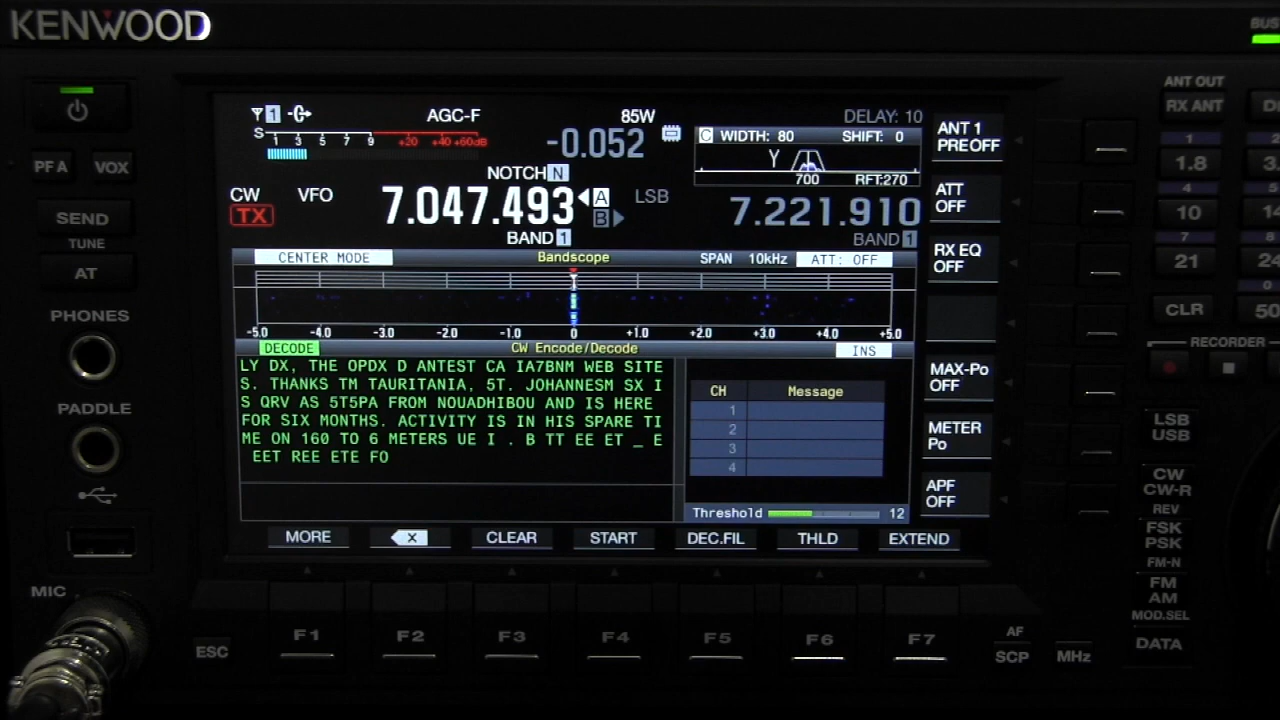 KENWOOD
BUS
ANT OUT
RX ANT
PF A
VOX
SEND
TUNE
AT
PHONES
PADDLE
MIC
ESC
1
AGC-F
85W
DELAY: 10
S
1 3 5 7 9 +20 +40 +60dB
-0.052
C WIDTH: 80 SHIFT: 0
700
RFT:270
NOTCH N
CW
VFO
TX
7.047.493
A
B
LSB
7.221.910
BAND 1
BAND 1
ANT 1
PREOFF
ATT
OFF
RX EQ
OFF
MAX-Po
OFF
METER
Po
APF
OFF
CENTER MODE
Bandscope
SPAN 10kHz
ATT: OFF
-5.0 -4.0 -3.0 -2.0 -1.0 0 +1.0 +2.0 +3.0 +4.0 +5.0
DECODE
CW Encode/Decode
INS
LY DX, THE OPDX D ANTEST CA IA7BNM WEB SITE
S. THANKS TM TAURITANIA, 5T. JOHANNESM SX I
S QRV AS 5T5PA FROM NOUADHIBOU AND IS HERE
FOR SIX MONTHS. ACTIVITY IS IN HIS SPARE TI
ME ON 160 TO 6 METERS UE I . B TT EE ET _ E
EET REE ETE FO
CH Message
1
2
3
4
Threshold 12
MORE
X
CLEAR
START
DEC.FIL
THLD
EXTEND
F1
F2
F3
F4
F5
F6
F7
AF
SCP
MHz
1
1.8
4
10
7
21
0
CLR
50
RECORDER
LSB
USB
CW
CW-R
REV
FSK
PSK
FM-N
FM
AM
MOD.SEL
DATA